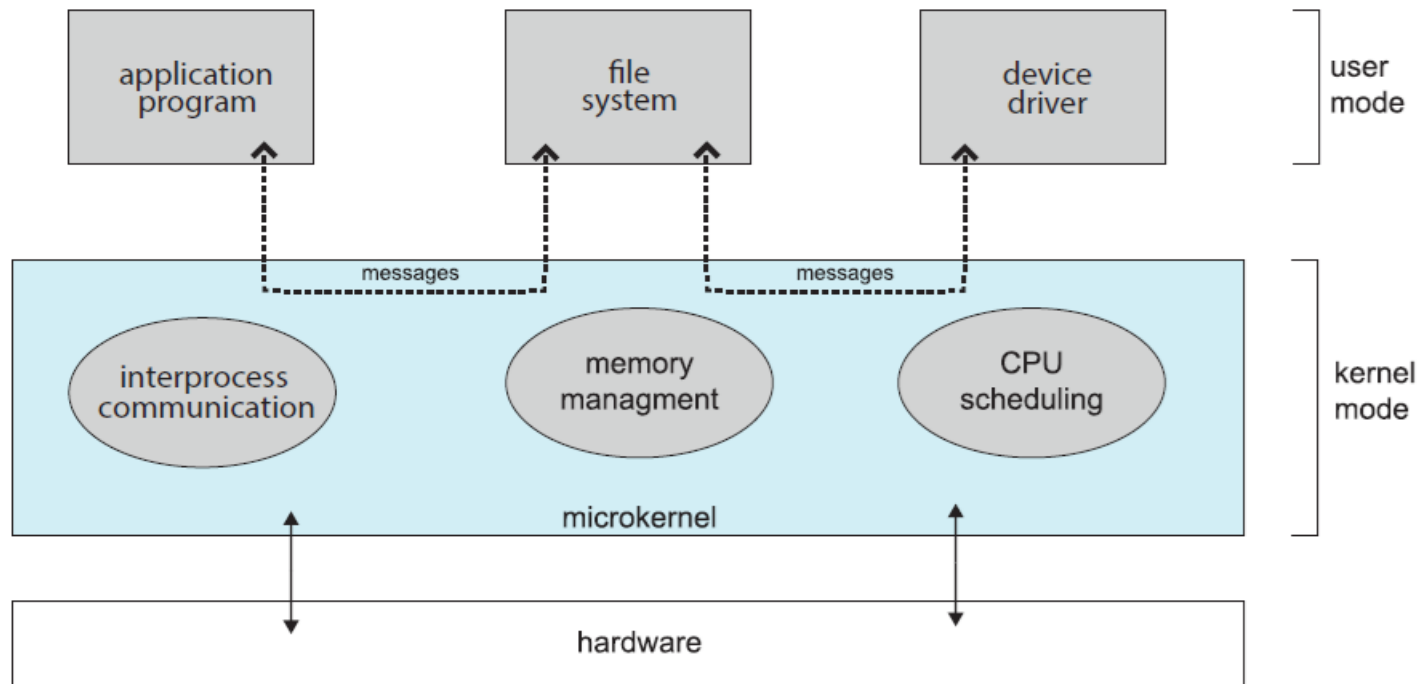 application
program
file
system
device
driver
user
mode
messages
messages
interprocess
communication
memory
managment
CPU
scheduling
kernel
mode
microkernel
hardware